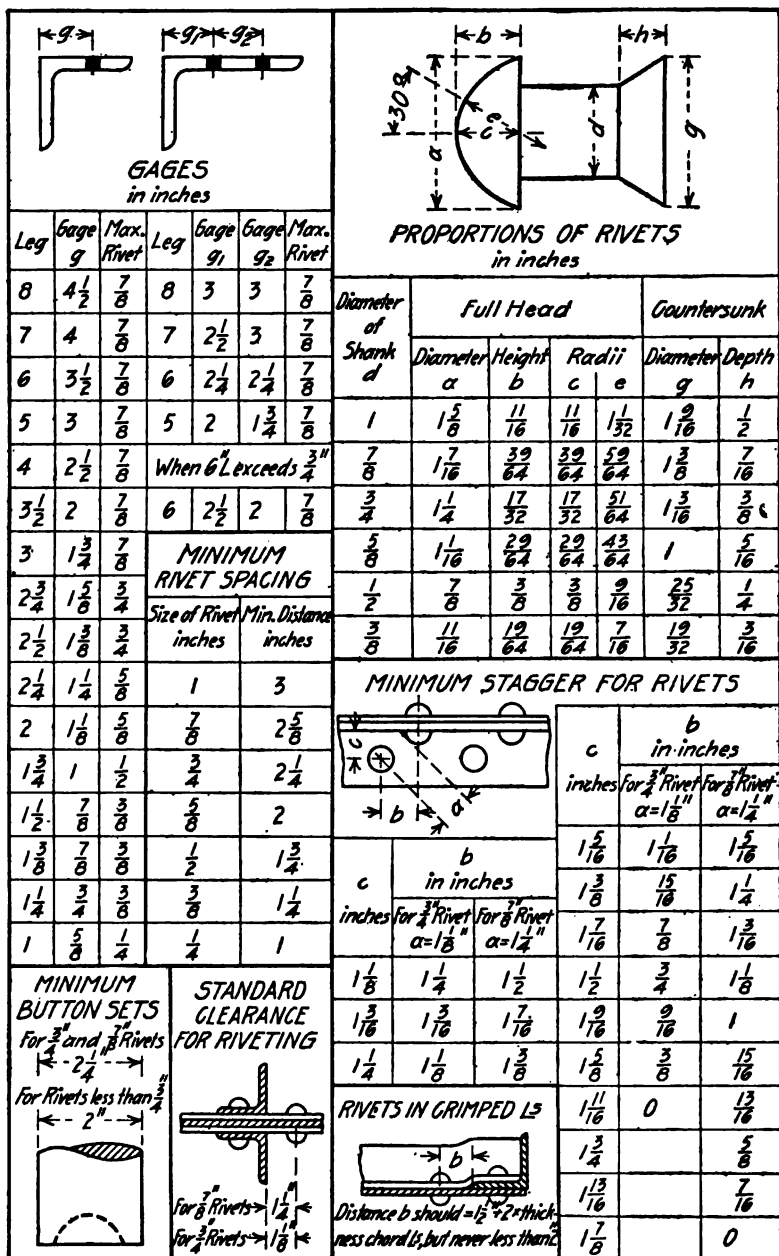 g g1 g2
GAGES
in inches
Leg Gage g Max. Rivet Leg Gage g1 Gage g2 Max. Rivet
8 4 1/2 7/8 8 3 3 7/8
7 4 7/8 7 2 1/2 3 7/8
6 3 1/2 7/8 6 2 1/4 2 1/4 7/8
5 3 7/8 5 2 1 3/4 7/8
4 2 1/2 7/8 When 6" L exceeds 3/4"
3 1/2 2 7/8 6 2 1/2 2 7/8
3 1 3/4 7/8
2 3/4 1 5/8 3/4
2 1/2 1 3/8 3/4
2 1/4 1 1/4 5/8
2 1 1/8 5/8
1 3/4 1 1/2
1 1/2 7/8 3/8
1 3/8 7/8 3/8
1 1/4 3/4 3/8
1 5/8 1/4
MINIMUM
RIVET SPACING
Size of Rivet inches Min. Distance inches
1 3
7/8 2 5/8
3/4 2 1/4
5/8 2
1/2 1 3/4
3/8 1 1/4
1/4 1
MINIMUM
BUTTON SETS
For 3/4" and 7/8" Rivets
2 1/4"
For Rivets less than 3/4"
2"
STANDARD
CLEARANCE
FOR RIVETING
For 7/8" Rivets 1 1/4"
For 3/4" Rivets 1 1/8"
b h
a e c d g
PROPORTIONS OF RIVETS
in inches
Diameter of Shank d Full Head Countersunk
Diameter a Height b Radii c e Diameter g Depth h
1 1 5/8 11/16 11/16 1 1/32 1 9/16 1/2
7/8 1 7/16 39/64 39/64 59/64 1 3/8 7/16
3/4 1 1/4 17/32 17/32 51/64 1 3/16 3/8
5/8 1 1/16 29/64 29/64 43/64 1 5/16
1/2 7/8 3/8 3/8 9/16 25/32 1/4
3/8 11/16 19/64 19/64 7/16 19/32 3/16
MINIMUM STAGGER FOR RIVETS
c
b a
c inches b in inches
For 3/4" Rivet a=1 1/8" For 7/8" Rivet a=1 1/4"
1 1/8 1 1/4 1 1/2
1 3/16 1 3/16 1 7/16
1 1/4 1 1/8 1 3/8
c inches b in inches
For 3/4" Rivet a=1 1/8" For 7/8" Rivet a=1 1/4"
1 5/16 1 1/16 1 5/16
1 3/8 15/16 1 1/4
1 7/16 7/8 1 3/16
1 1/2 3/4 1 1/8
1 9/16 9/16 1
1 5/8 3/8 15/16
1 11/16 0 13/16
1 3/4 5/8
1 13/16 7/16
1 7/8 0
RIVETS IN CRIMPED Ls
b
Distance b should = 1 1/2" + 2 × thick-
ness chord Ls, but never less than 2"